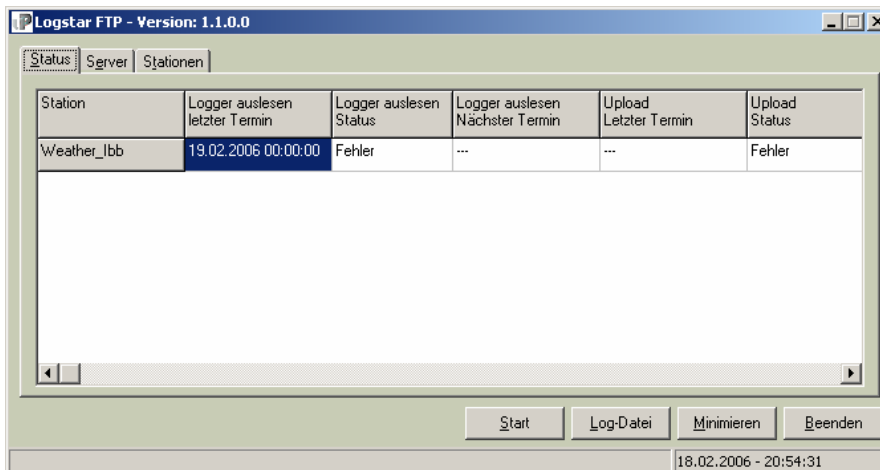 Logstar FTP - Version: 1.1.0.0
Status Server Stationen
Station
Logger auslesen
letzter Termin
Logger auslesen
Status
Logger auslesen
Nächster Termin
Upload
Letzter Termin
Upload
Status
Weather_Ibb 19.02.2006 00:00:00 Fehler --- --- Fehler
Start Log-Datei Minimieren Beenden
18.02.2006 - 20:54:31